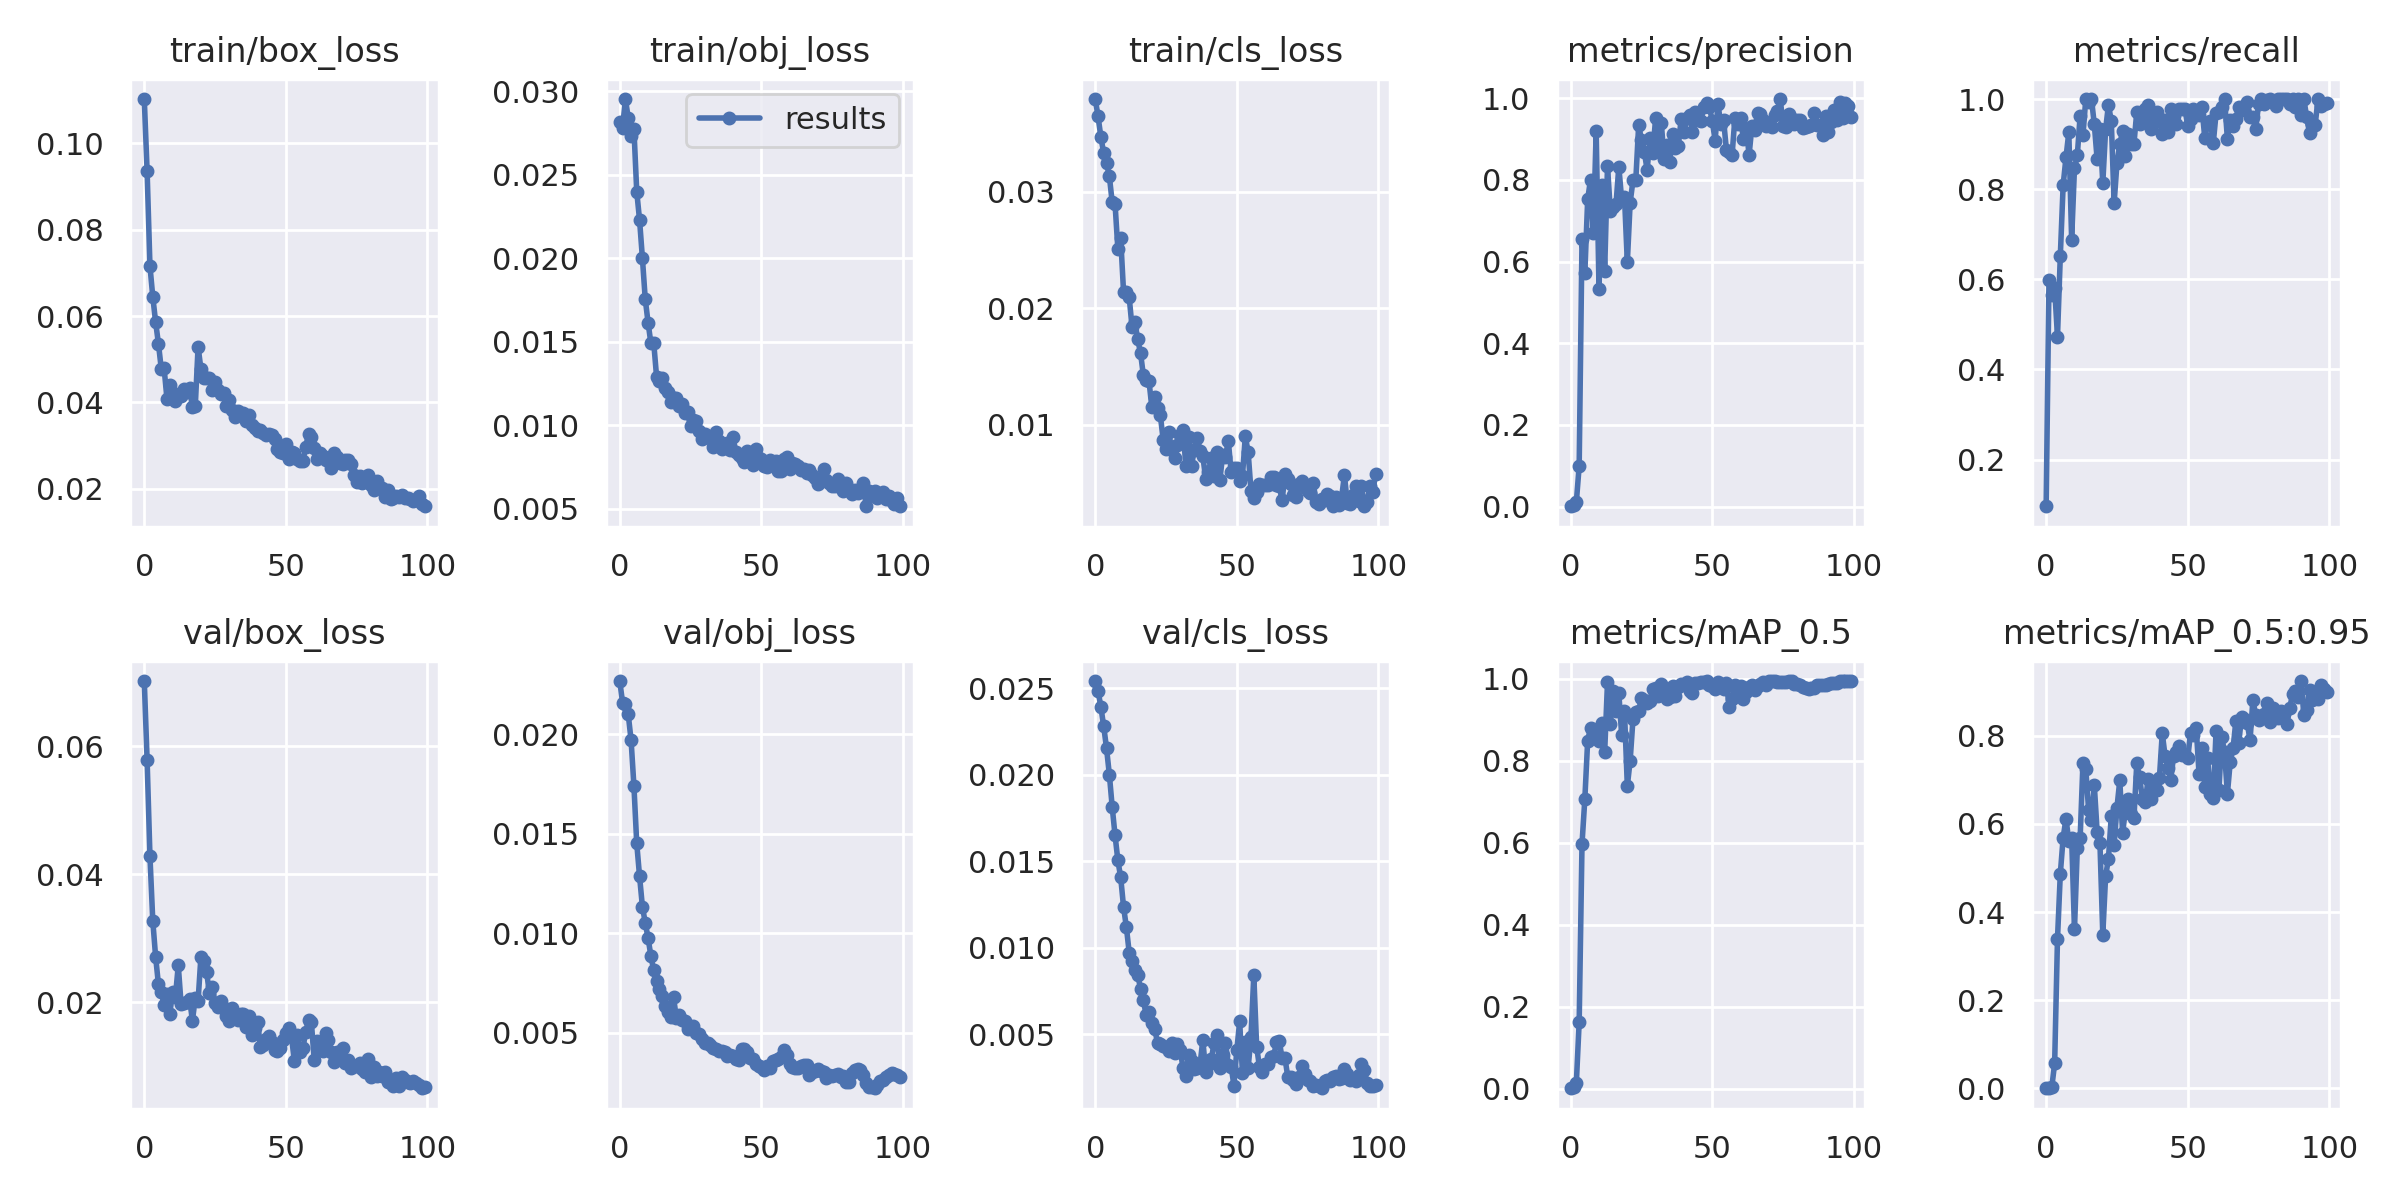 train/box_loss
0.10
0.08
0.06
0.04
0.02
0 50 100
train/obj_loss
results
0.030
0.025
0.020
0.015
0.010
0.005
0 50 100
train/cls_loss
0.03
0.02
0.01
0 50 100
metrics/precision
1.0
0.8
0.6
0.4
0.2
0.0
0 50 100
metrics/recall
1.0
0.8
0.6
0.4
0.2
0 50 100
val/box_loss
0.06
0.04
0.02
0 50 100
val/obj_loss
0.020
0.015
0.010
0.005
0 50 100
val/cls_loss
0.025
0.020
0.015
0.010
0.005
0 50 100
metrics/mAP_0.5
1.0
0.8
0.6
0.4
0.2
0.0
0 50 100
metrics/mAP_0.5:0.95
0.8
0.6
0.4
0.2
0.0
0 50 100